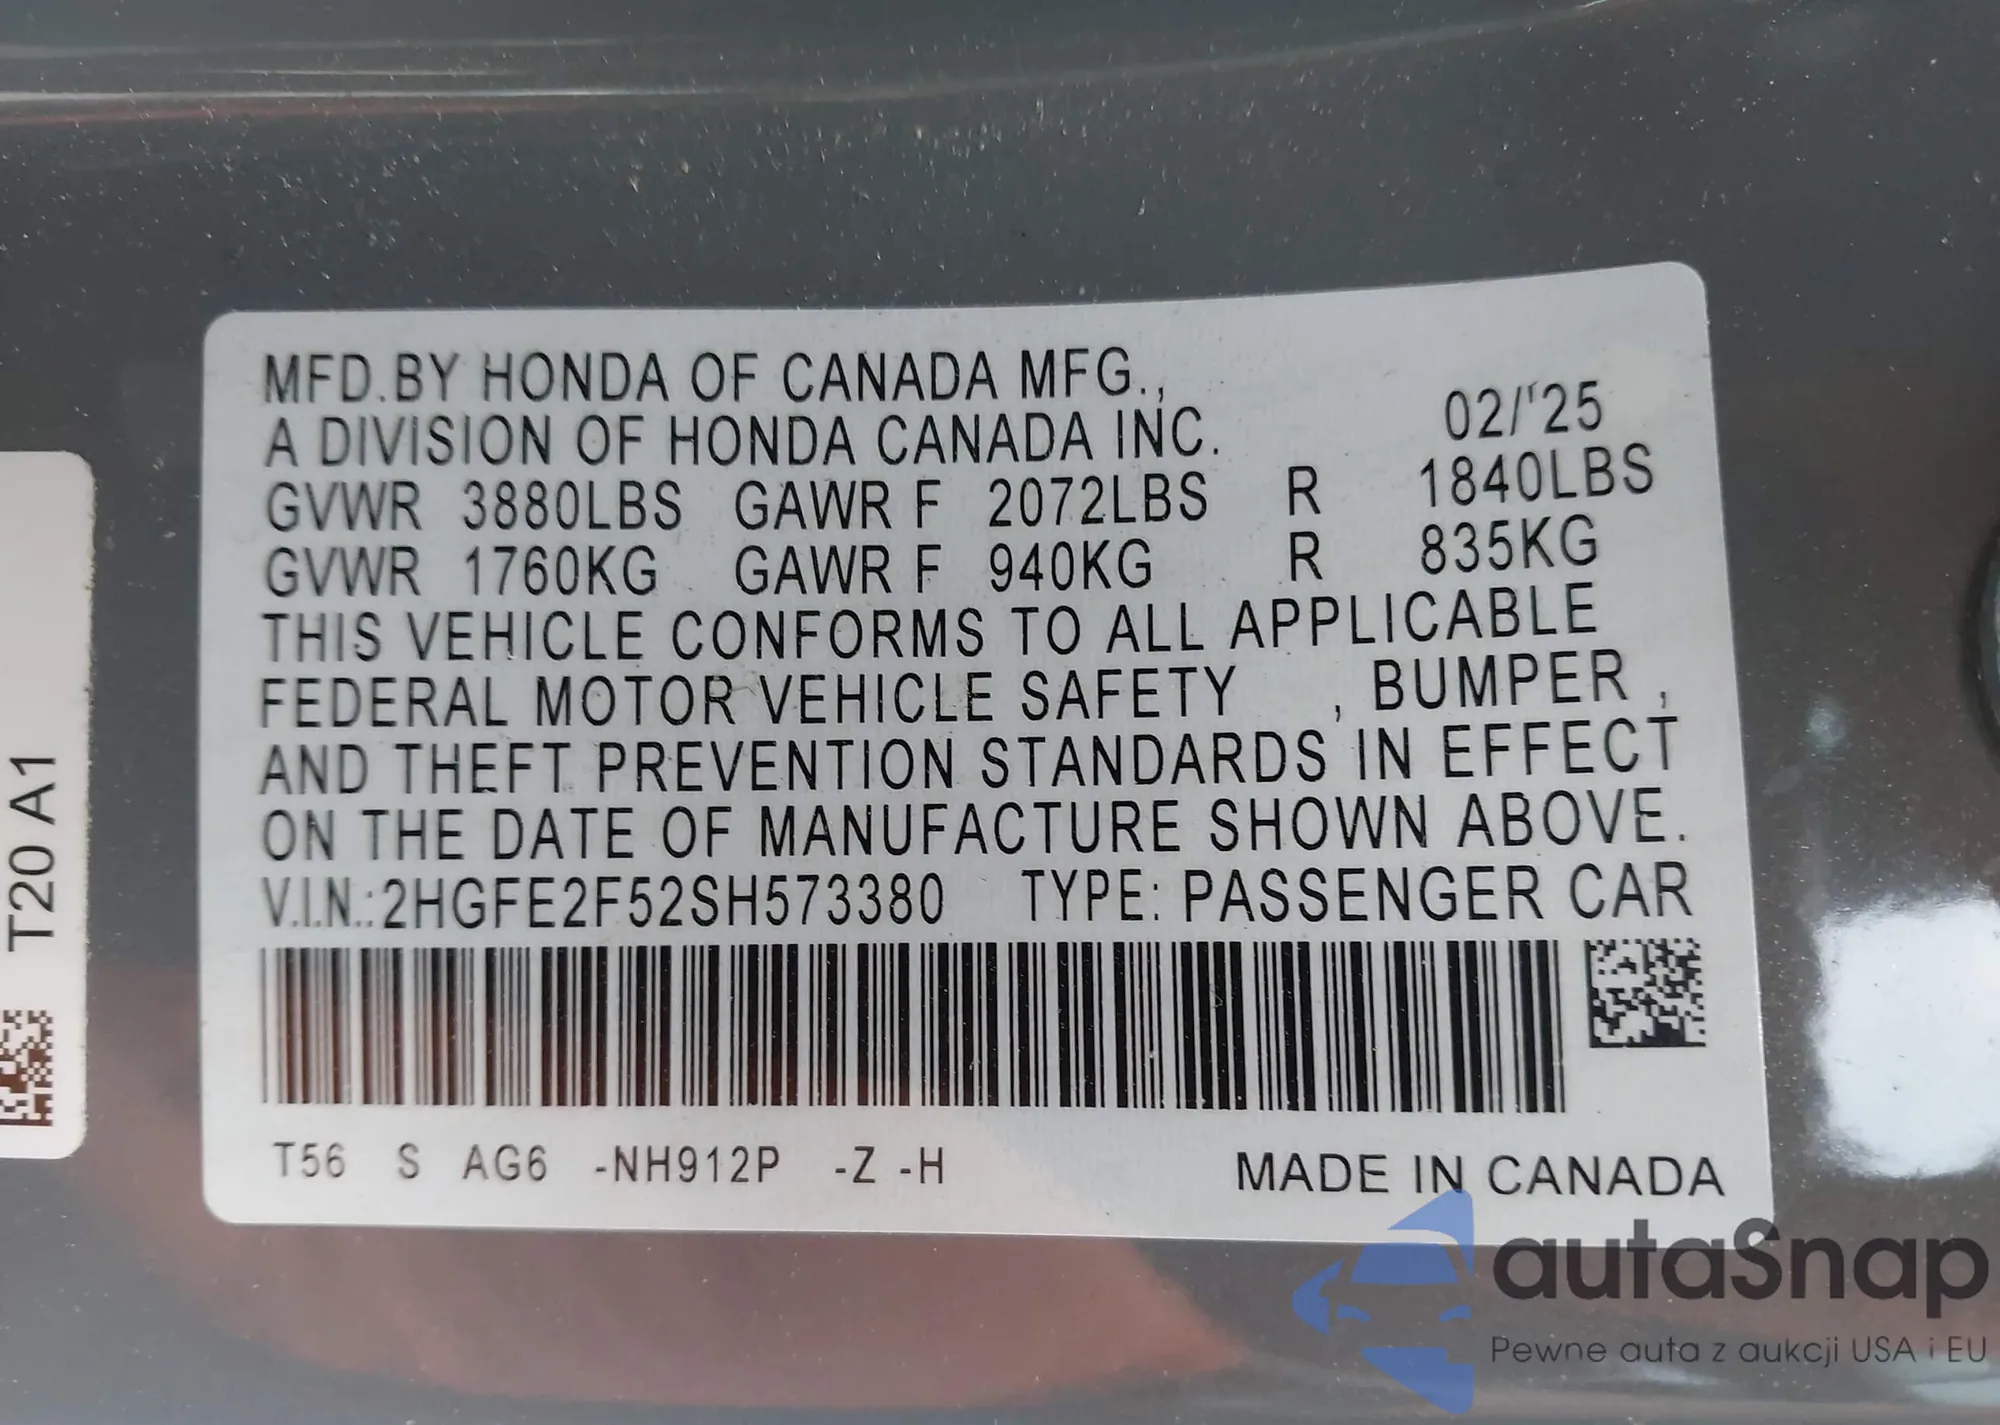 MFD.BY HONDA OF CANADA MFG.,
A DIVISION OF HONDA CANADA INC. 02/'25
GVWR 3880LBS GAWR F 2072LBS R 1840LBS
GVWR 1760KG GAWR F 940KG R 835KG
THIS VEHICLE CONFORMS TO ALL APPLICABLE
FEDERAL MOTOR VEHICLE SAFETY , BUMPER ,
AND THEFT PREVENTION STANDARDS IN EFFECT
ON THE DATE OF MANUFACTURE SHOWN ABOVE.
V.I.N.:2HGFE2F52SH573380 TYPE: PASSENGER CAR
T56 S AG6 -NH912P -Z -H MADE IN CANADA
T20 A1
autaSnap
Pewne auta z aukcji USA i EU